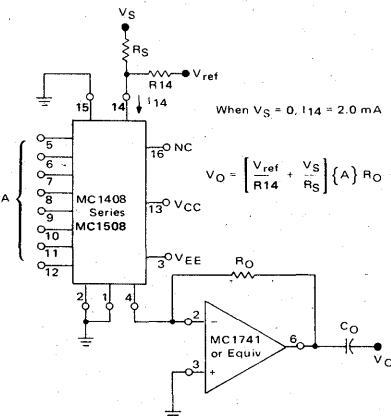 VS
RS
R14
Vref
15
14
I14
When VS = 0, I14 = 2.0 mA
A
5
6
7
8
9
10
11
12
MC1408
Series
MC1508
16 NC
13 VCC
3 VEE
VO = [ Vref/R14 + VS/RS ] {A} RO
2
1
4
RO
2
−
MC1741
or Equiv
6
3
+
CO
VO